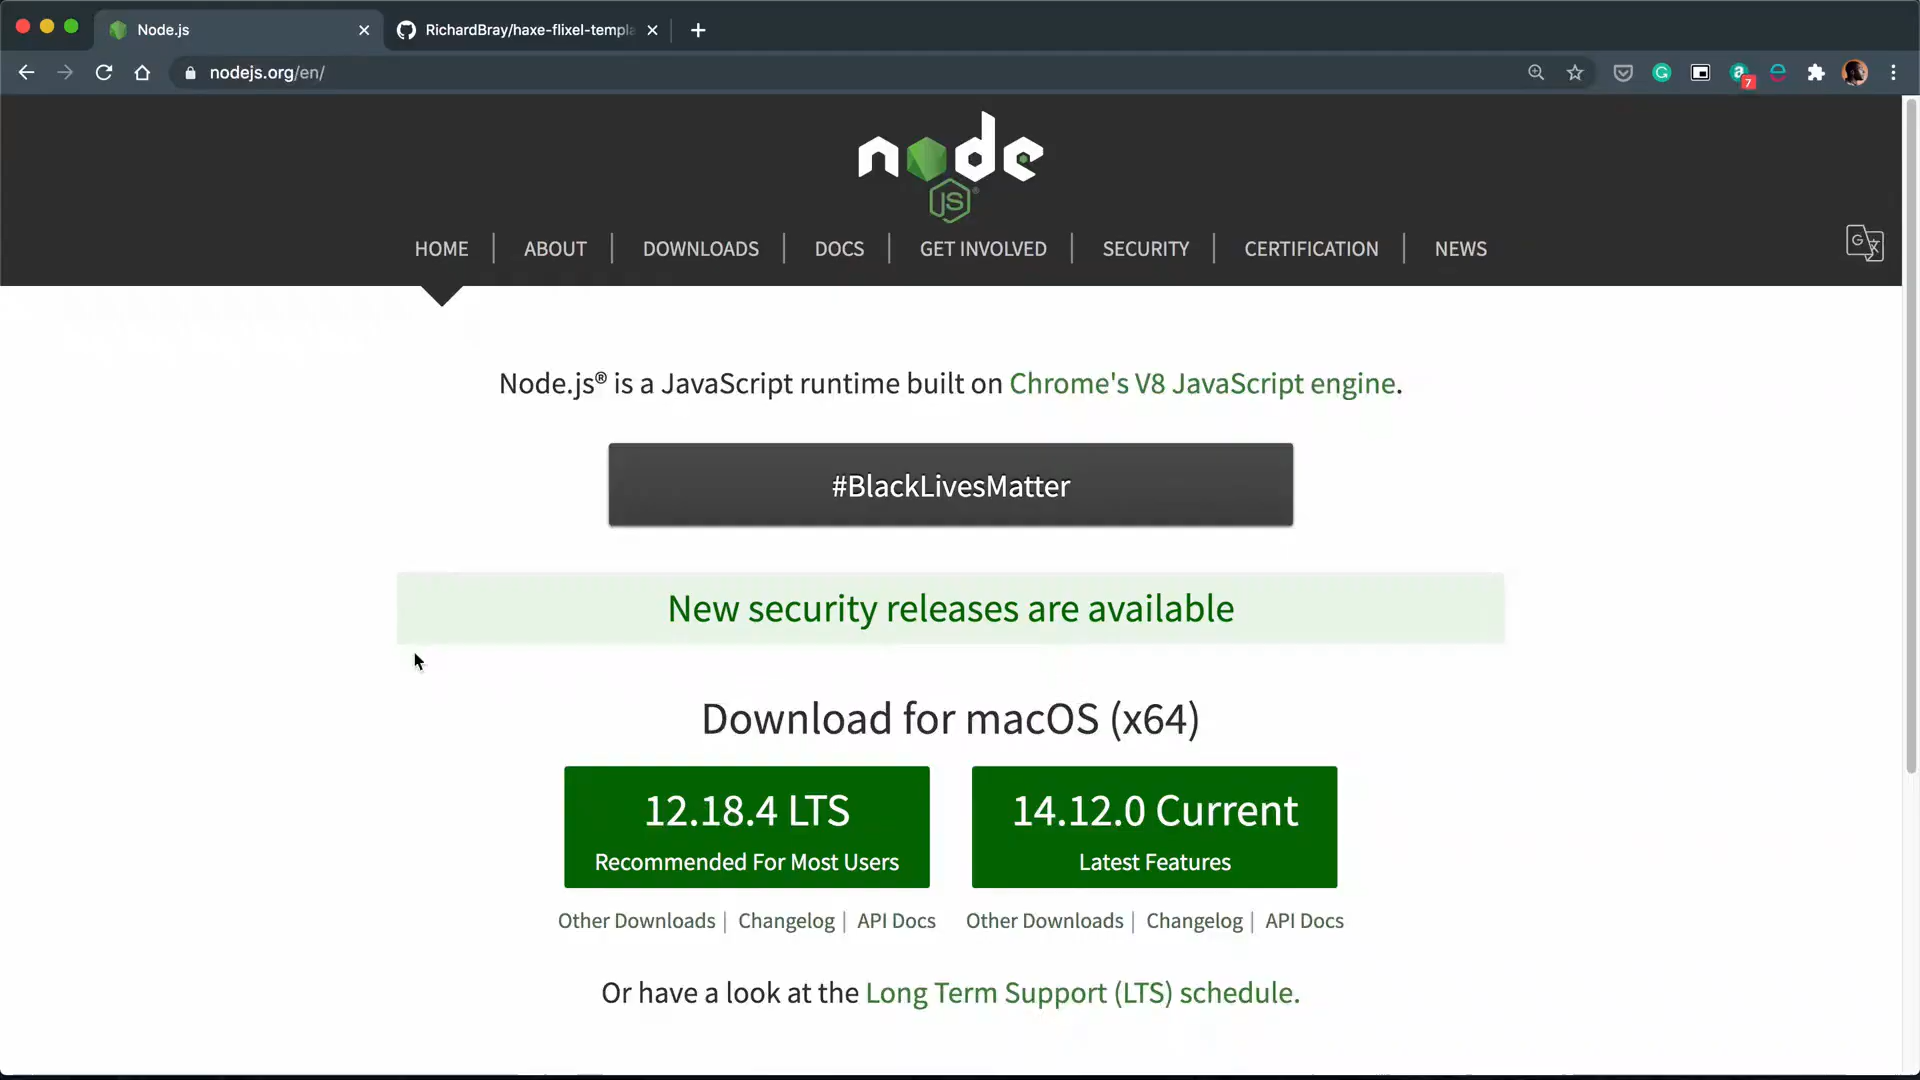 Node.js
RichardBray/haxe-flixel-templa
nodejs.org/en/
7
node
JS
HOME
ABOUT
DOWNLOADS
DOCS
GET INVOLVED
SECURITY
CERTIFICATION
NEWS
Node.js® is a JavaScript runtime built on Chrome's V8 JavaScript engine.
#BlackLivesMatter
New security releases are available
Download for macOS (x64)
12.18.4 LTS
Recommended For Most Users
14.12.0 Current
Latest Features
Other Downloads | Changelog | API Docs
Other Downloads | Changelog | API Docs
Or have a look at the Long Term Support (LTS) schedule.